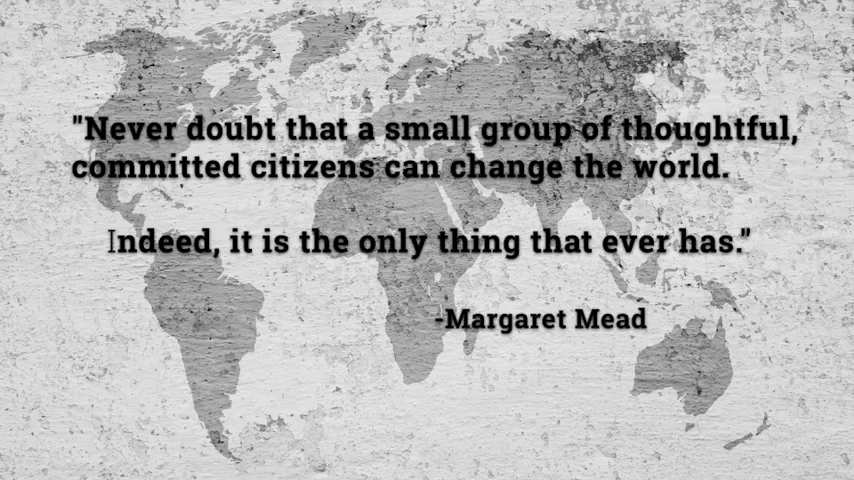 "Never doubt that a small group of thoughtful,
committed citizens can change the world.
Indeed, it is the only thing that ever has."
-Margaret Mead